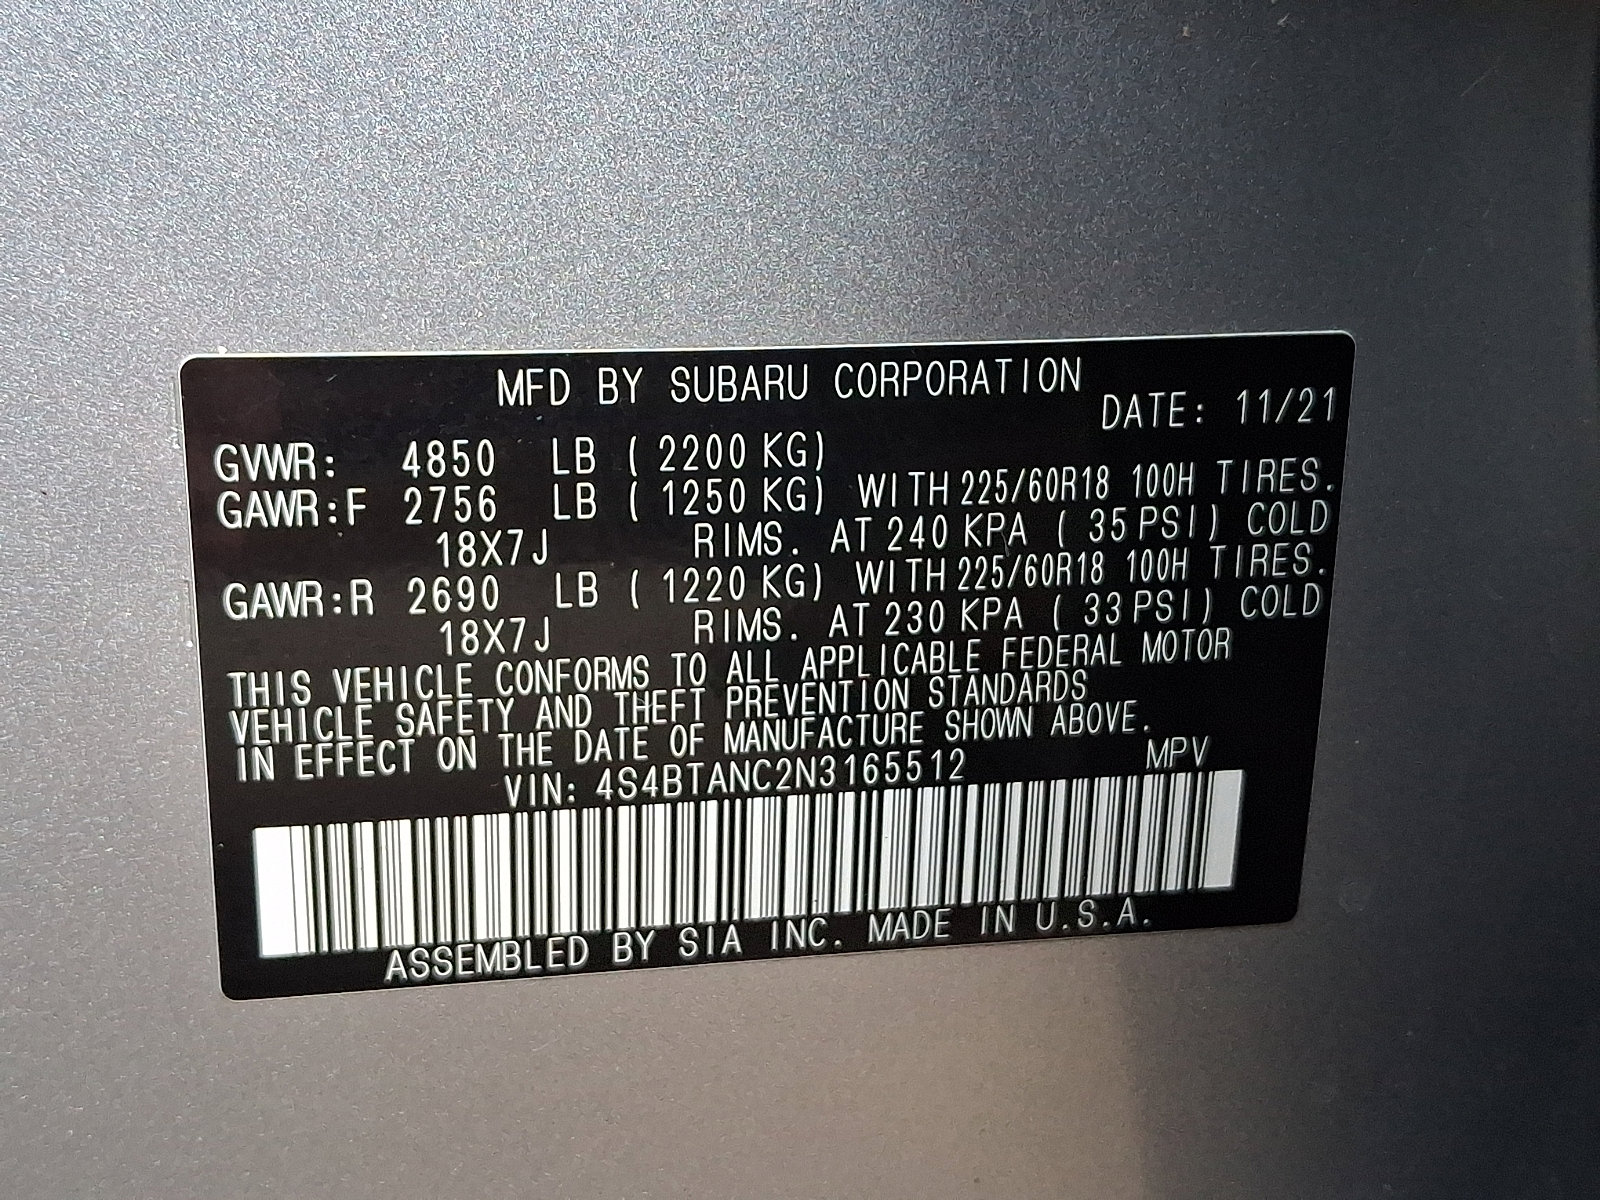 MFD BY SUBARU CORPORATION
DATE: 11/21
GVWR: 4850 LB ( 2200 KG)
GAWR:F 2756 LB ( 1250 KG) WITH 225/60R18 100H TIRES.
18X7J RIMS. AT 240 KPA ( 35 PSI) COLD
GAWR:R 2690 LB ( 1220 KG) WITH 225/60R18 100H TIRES.
18X7J RIMS. AT 230 KPA ( 33 PSI) COLD
THIS VEHICLE CONFORMS TO ALL APPLICABLE FEDERAL MOTOR
VEHICLE SAFETY AND THEFT PREVENTION STANDARDS
IN EFFECT ON THE DATE OF MANUFACTURE SHOWN ABOVE.
VIN: 4S4BTANC2N3165512 MPV
ASSEMBLED BY SIA INC. MADE IN U.S.A.